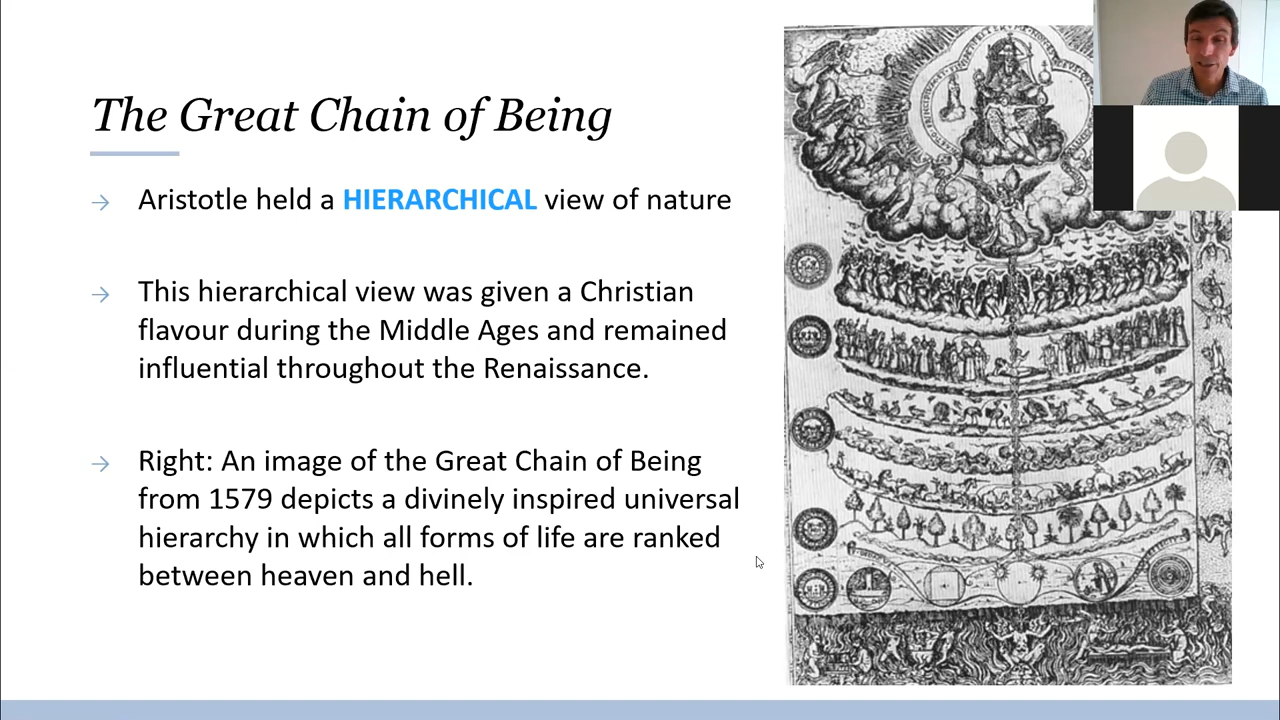 The Great Chain of Being
→ Aristotle held a HIERARCHICAL view of nature
→ This hierarchical view was given a Christian
flavour during the Middle Ages and remained
influential throughout the Renaissance.
→ Right: An image of the Great Chain of Being
from 1579 depicts a divinely inspired universal
hierarchy in which all forms of life are ranked
between heaven and hell.